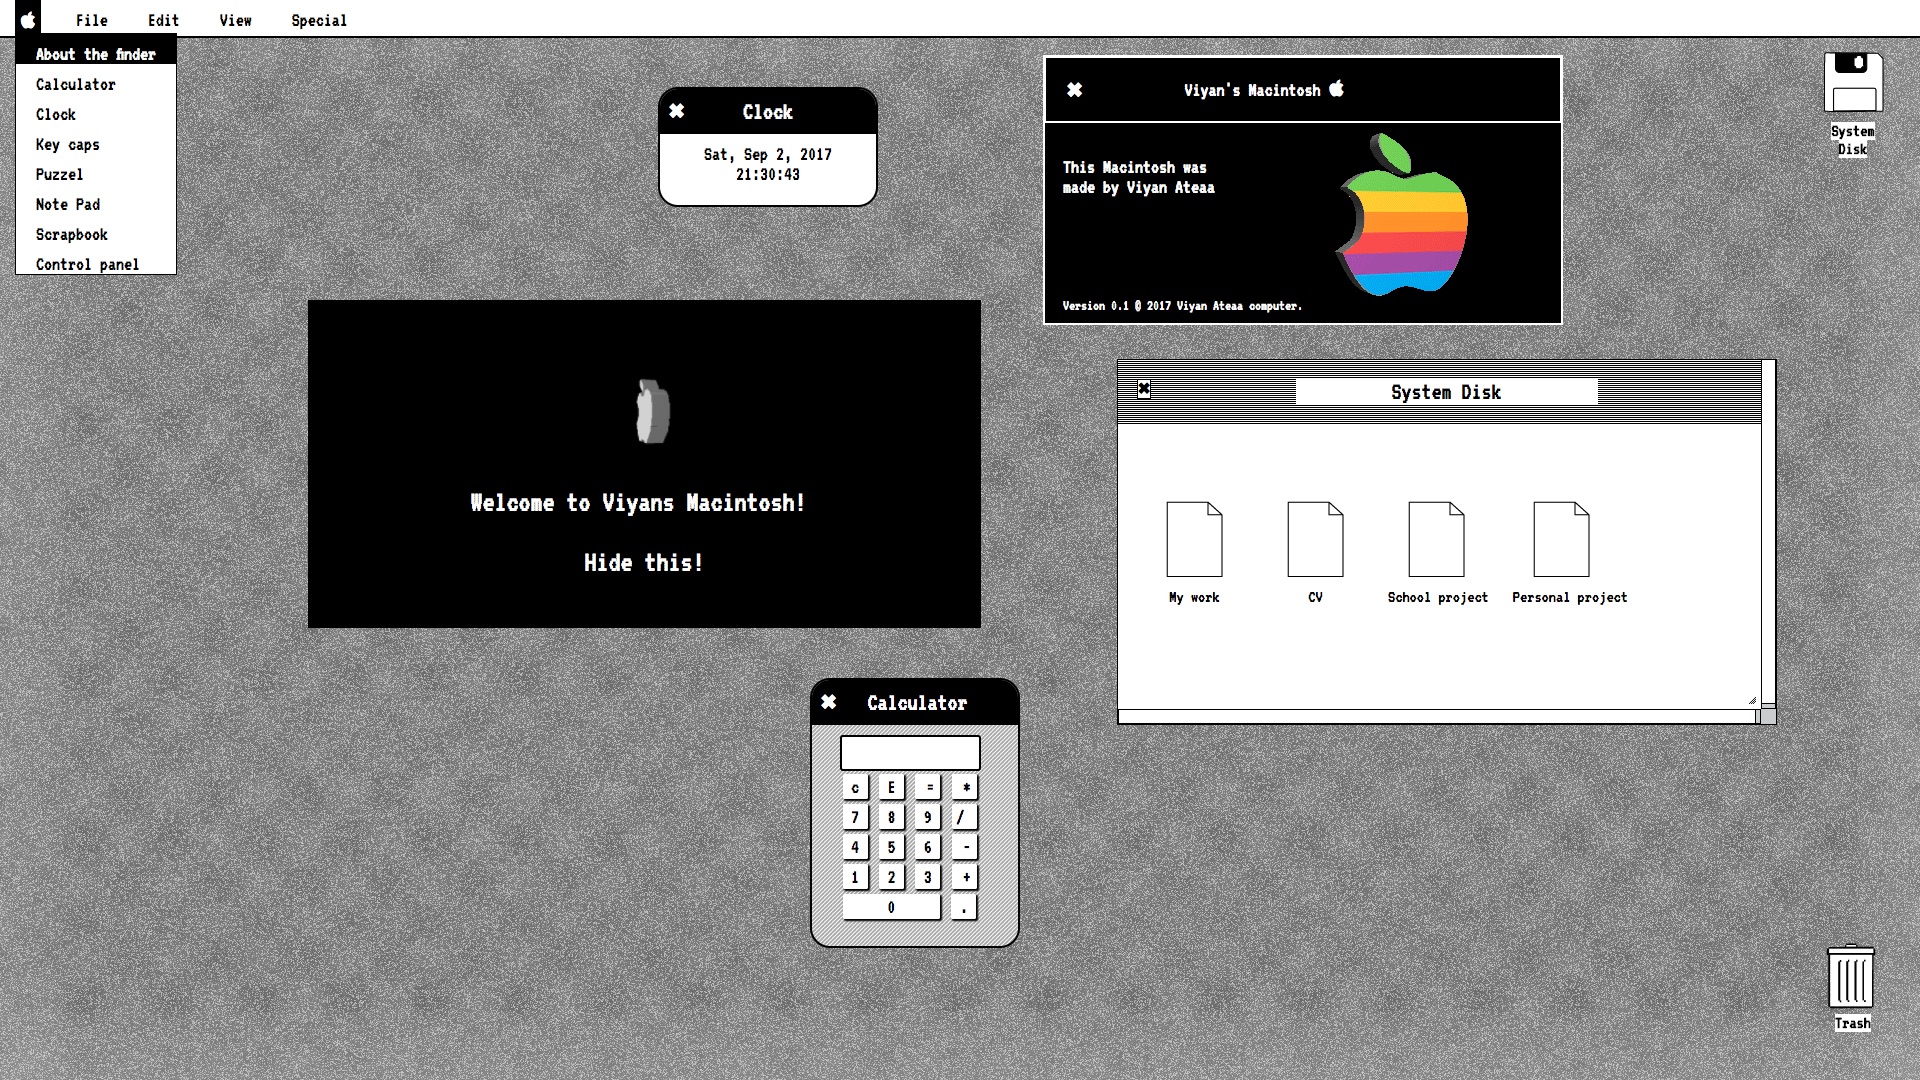 File Edit View Special
About the finder
Calculator
Clock
Key caps
Puzzel
Note Pad
Scrapbook
Control panel
Clock
Sat, Sep 2, 2017
21:30:43
Viyan's Macintosh
This Macintosh was
made by Viyan Ateaa
Version 0.1 @ 2017 Viyan Ateaa computer.
System
Disk
Welcome to Viyans Macintosh!
Hide this!
System Disk
My work CV School project Personal project
Calculator
c E = *
7 8 9 /
4 5 6 -
1 2 3 +
0 .
Trash